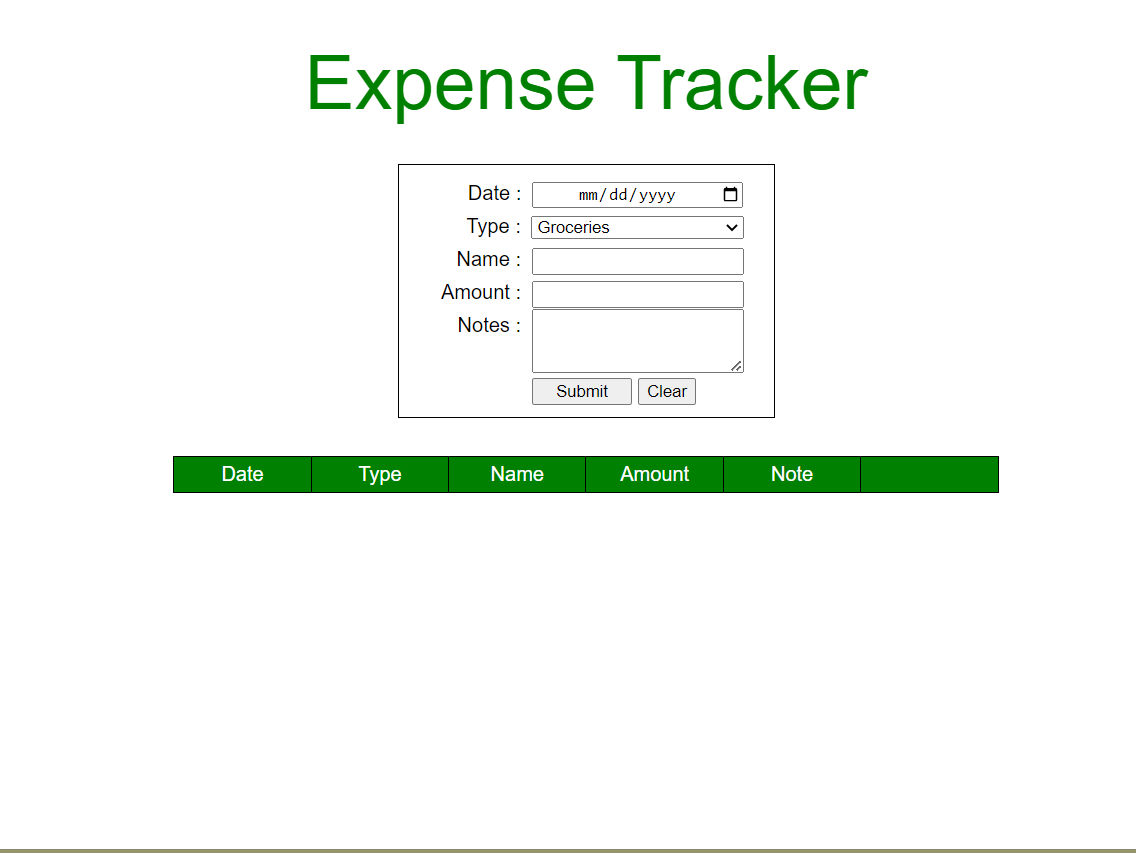 Expense Tracker
Date : mm/dd/yyyy
Type : Groceries
Name :
Amount :
Notes :
Submit Clear
Date Type Name Amount Note